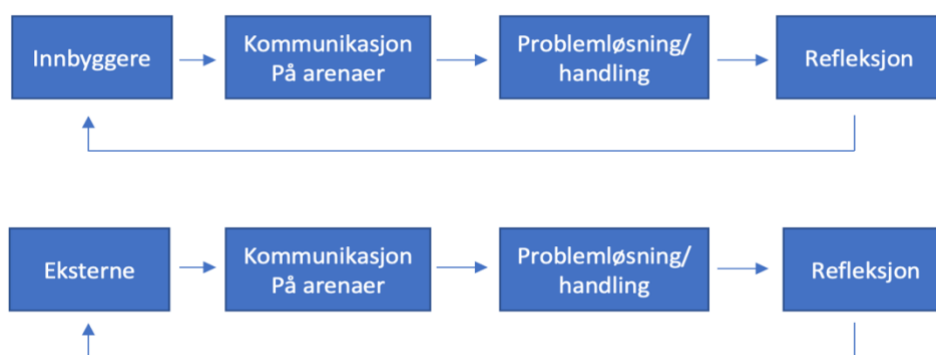 Innbyggere
Kommunikasjon
På arenaer
Problemløsning/
handling
Refleksjon
Eksterne
Kommunikasjon
På arenaer
Problemløsning/
handling
Refleksjon